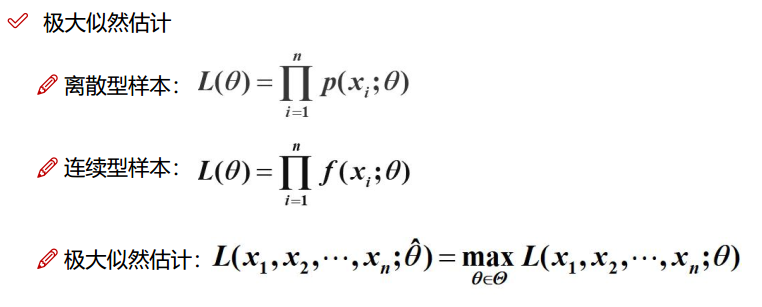 极大似然估计
离散型样本： L(θ) = ∏_{i=1}^{n} p(x_i;θ)
连续型样本： L(θ) = ∏_{i=1}^{n} f(x_i;θ)
极大似然估计：L(x_1,x_2,⋯,x_n;θ̂) = max_{θ∈Θ} L(x_1,x_2,⋯,x_n;θ)